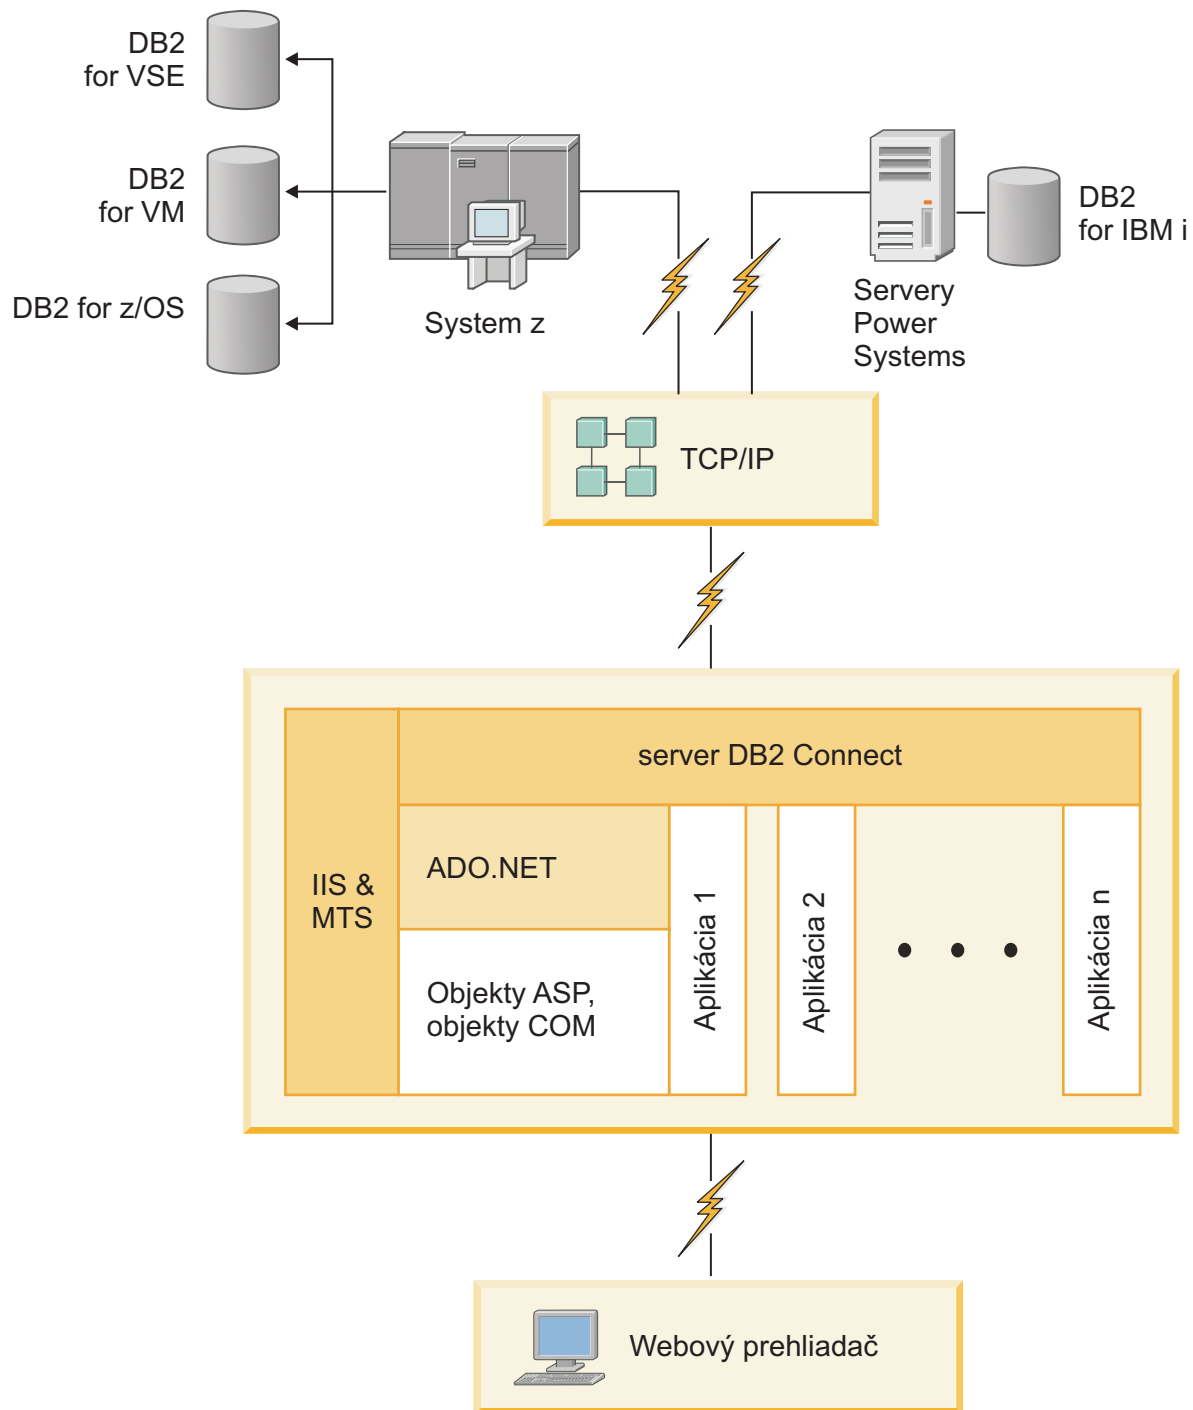 DB2
for VSE
DB2
for VM
DB2 for z/OS
System z
Servery
Power
Systems
DB2
for IBM i
TCP/IP
server DB2 Connect
IIS &
MTS
ADO.NET
Objekty ASP,
objekty COM
Aplikácia 1
Aplikácia 2
Aplikácia n
Webový prehliadač